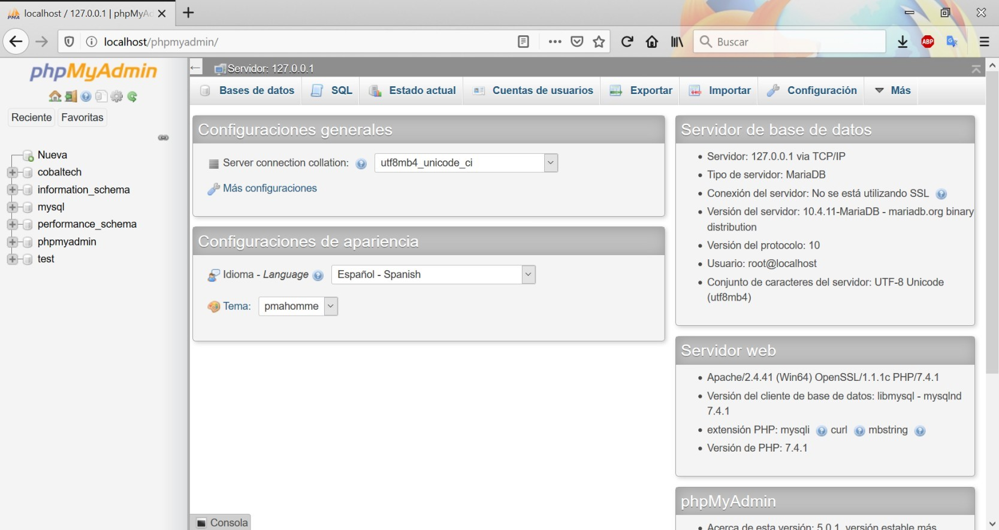 localhost / 127.0.0.1 | phpMyAd
localhost/phpmyadmin/
Buscar
ABP
phpMyAdmin
Reciente
Favoritas
Nueva
cobaltech
information_schema
mysql
performance_schema
phpmyadmin
test
Servidor: 127.0.0.1
Bases de datos
SQL
Estado actual
Cuentas de usuarios
Exportar
Importar
Configuración
Más
Configuraciones generales
Server connection collation:
utf8mb4_unicode_ci
Más configuraciones
Configuraciones de apariencia
Idioma - Language
Español - Spanish
Tema:
pmahomme
Servidor de base de datos
Servidor: 127.0.0.1 via TCP/IP
Tipo de servidor: MariaDB
Conexión del servidor: No se está utilizando SSL
Versión del servidor: 10.4.11-MariaDB - mariadb.org binary
distribution
Versión del protocolo: 10
Usuario: root@localhost
Conjunto de caracteres del servidor: UTF-8 Unicode
(utf8mb4)
Servidor web
Apache/2.4.41 (Win64) OpenSSL/1.1.1c PHP/7.4.1
Versión del cliente de base de datos: libmysql - mysqlnd
7.4.1
extensión PHP: mysqli curl mbstring
Versión de PHP: 7.4.1
phpMyAdmin
Acerca de esta versión: 5.0.1, versión estable más
Consola